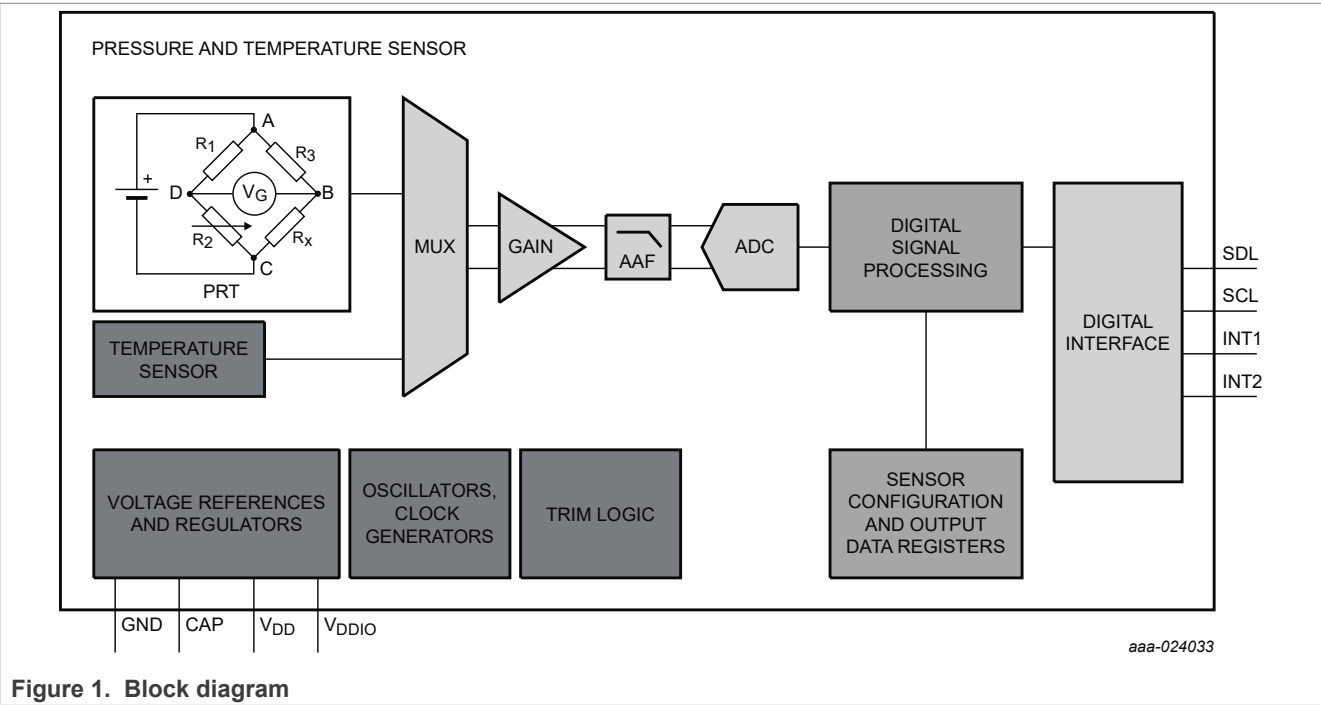 PRESSURE AND TEMPERATURE SENSOR
A
R1
R3
+
D
VG
B
R2
Rx
C
PRT
MUX
GAIN
AAF
ADC
DIGITAL
SIGNAL
PROCESSING
DIGITAL
INTERFACE
SDL
SCL
INT1
INT2
TEMPERATURE
SENSOR
VOLTAGE REFERENCES
AND REGULATORS
OSCILLATORS,
CLOCK
GENERATORS
TRIM LOGIC
SENSOR
CONFIGURATION
AND OUTPUT
DATA REGISTERS
GND
CAP
VDD
VDDIO
aaa-024033
Figure 1. Block diagram